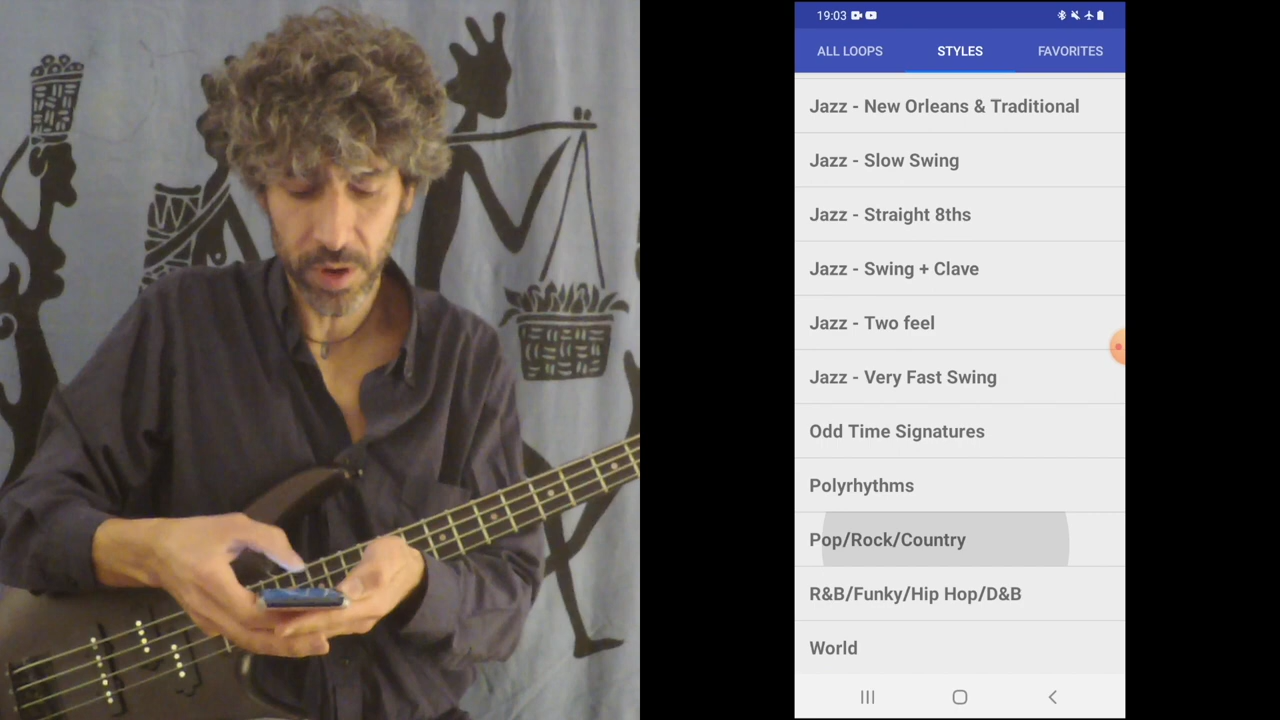 19:03
ALL LOOPS
STYLES
FAVORITES
Jazz - New Orleans & Traditional
Jazz - Slow Swing
Jazz - Straight 8ths
Jazz - Swing + Clave
Jazz - Two feel
Jazz - Very Fast Swing
Odd Time Signatures
Polyrhythms
Pop/Rock/Country
R&B/Funky/Hip Hop/D&B
World